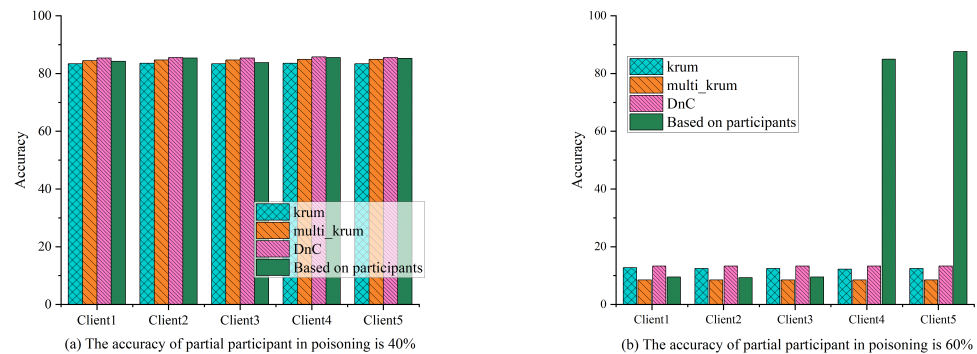 100
80
60
40
20
0
Accuracy
krum
multi_krum
DnC
Based on participants
Client1 Client2 Client3 Client4 Client5
(a) The accuracy of partial participant in poisoning is 40%
100
80
60
40
20
0
Accuracy
krum
multi_krum
DnC
Based on participants
Client1 Client2 Client3 Client4 Client5
(b) The accuracy of partial participant in poisoning is 60%